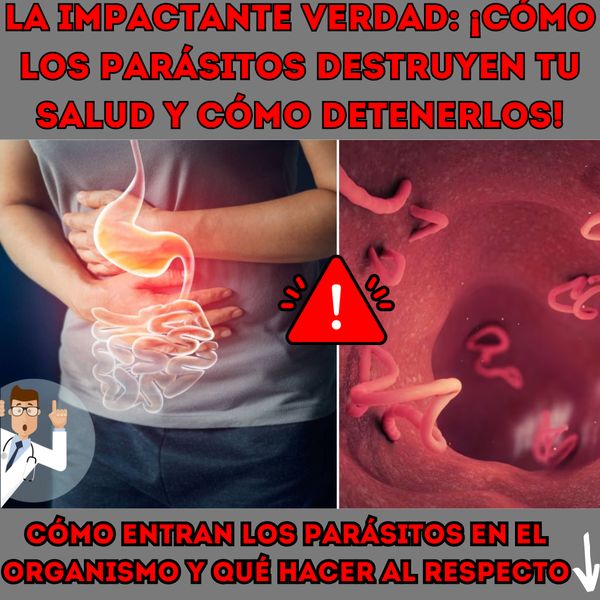 LA IMPACTANTE VERDAD: ¡CÓMO
LOS PARÁSITOS DESTRUYEN TU
SALUD Y CÓMO DETENERLOS!
!
CÓMO ENTRAN LOS PARÁSITOS EN EL
ORGANISMO Y QUÉ HACER AL RESPECTO